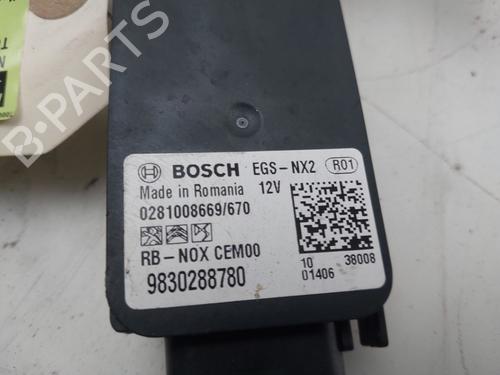 B-PARTS
BOSCH EGS-NX2 R01
Made in Romania 12V
0281008669/670
RB-NOX CEM00
9830288780
10 38008
01406